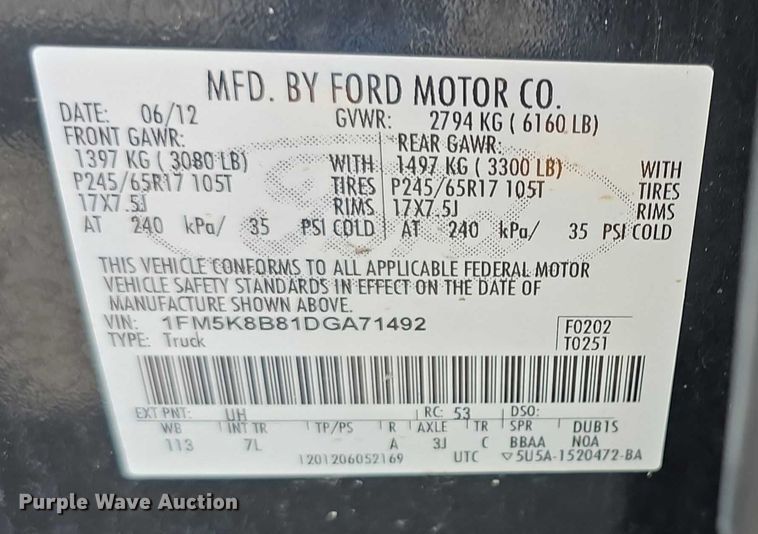 MFD. BY FORD MOTOR CO.
DATE: 06/12 GVWR: 2794 KG ( 6160 LB)
FRONT GAWR: REAR GAWR:
1397 KG ( 3080 LB) WITH 1497 KG ( 3300 LB) WITH
P245/65R17 105T TIRES P245/65R17 105T TIRES
17X7.5J RIMS 17X7.5J RIMS
AT 240 kPa/ 35 PSI COLD AT 240 kPa/ 35 PSI COLD
THIS VEHICLE CONFORMS TO ALL APPLICABLE FEDERAL MOTOR
VEHICLE SAFETY STANDARDS IN EFFECT ON THE DATE OF
MANUFACTURE SHOWN ABOVE.
VIN: 1FM5K8B81DGA71492 F0202
TYPE: Truck T0251
EXT PNT: UH RC: 53 DSO:
WB INT TR TP/PS R AXLE TR SPR DUB1S
113 7L A 3J C BBAA N0A
1201206052169 UTC ▽5U5A-1520472-BA
Purple Wave Auction